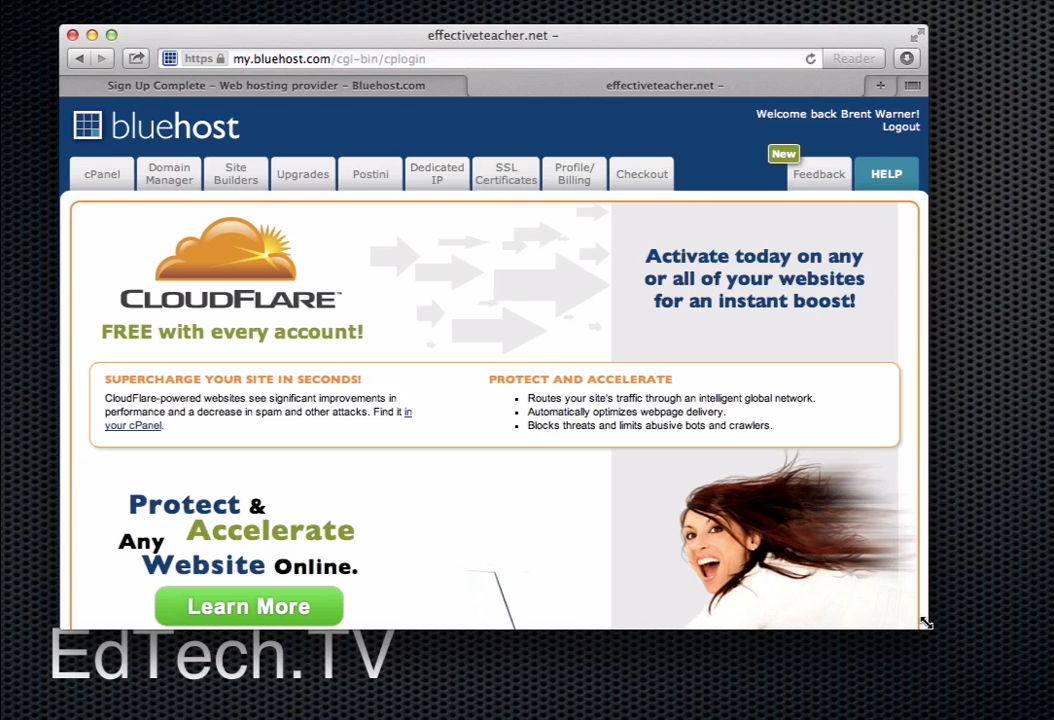 effectiveteacher.net –
https my.bluehost.com/cgi-bin/cplogin
Reader
Sign Up Complete – Web hosting provider – Bluehost.com
effectiveteacher.net –
bluehost
Welcome back Brent Warner!
Logout
New
cPanel
Domain
Manager
Site
Builders
Upgrades
Postini
Dedicated
IP
SSL
Certificates
Profile/
Billing
Checkout
Feedback
HELP
CLOUDFLARE™
FREE with every account!
Activate today on any
or all of your websites
for an instant boost!
SUPERCHARGE YOUR SITE IN SECONDS!
CloudFlare-powered websites see significant improvements in
performance and a decrease in spam and other attacks. Find it in
your cPanel.
PROTECT AND ACCELERATE
Routes your site's traffic through an intelligent global network.
Automatically optimizes webpage delivery.
Blocks threats and limits abusive bots and crawlers.
Protect &
Accelerate
Any
Website Online.
Learn More
EdTech.TV